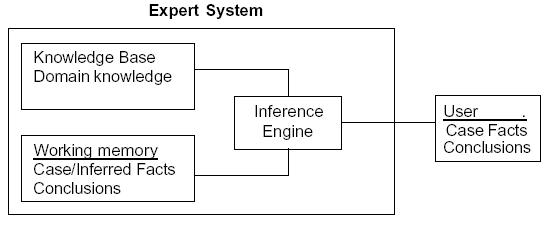 Expert System
Knowledge Base
Domain knowledge
Inference
Engine
Working memory
Case/Inferred Facts
Conclusions
User .
Case Facts
Conclusions